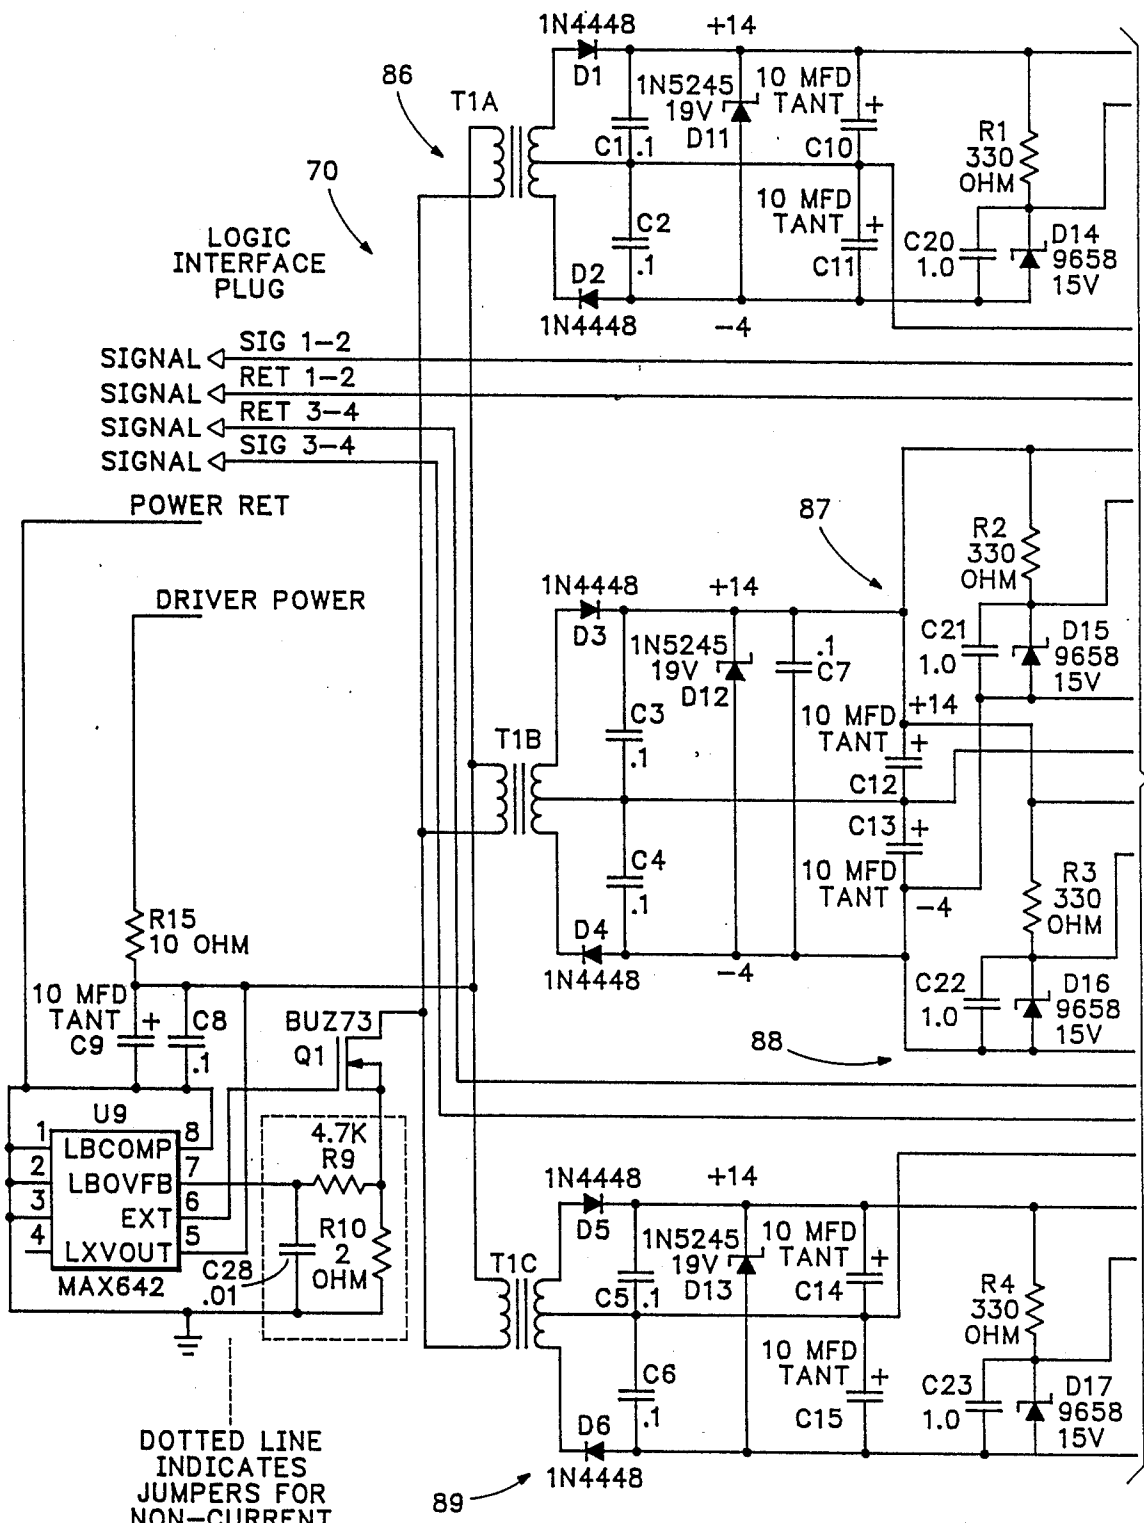 1N4448
+14
86
T1A
D1
1N5245
19V
D11
10 MFD
TANT
+
C1
.1
C10
R1
330
OHM
70
10 MFD
TANT
+
C2
.1
C11
C20
1.0
D14
9658
15V
LOGIC
INTERFACE
PLUG
D2
1N4448
-4
SIGNAL
SIG 1-2
SIGNAL
RET 1-2
SIGNAL
RET 3-4
SIGNAL
SIG 3-4
POWER RET
87
R2
330
OHM
DRIVER POWER
1N4448
+14
D3
1N5245
19V
D12
.1
C7
C21
1.0
D15
9658
15V
T1B
C3
.1
10 MFD
TANT
+
+14
C12
C13
+
10 MFD
TANT
C4
.1
-4
R3
330
OHM
R15
10 OHM
D4
1N4448
-4
C22
1.0
D16
9658
15V
10 MFD
TANT
+
C9
C8
.1
BUZ73
Q1
88
U9
1
LBCOMP
8
2
LBOVFB
7
3
EXT
6
4
LXVOUT
5
MAX642
4.7K
R9
R10
2
OHM
C28
.01
1N4448
+14
D5
1N5245
19V
D13
10 MFD
TANT
+
T1C
C5
.1
C14
R4
330
OHM
10 MFD
TANT
+
C6
.1
C15
C23
1.0
D17
9658
15V
D6
1N4448
89
DOTTED LINE
INDICATES
JUMPERS FOR
NON-CURRENT